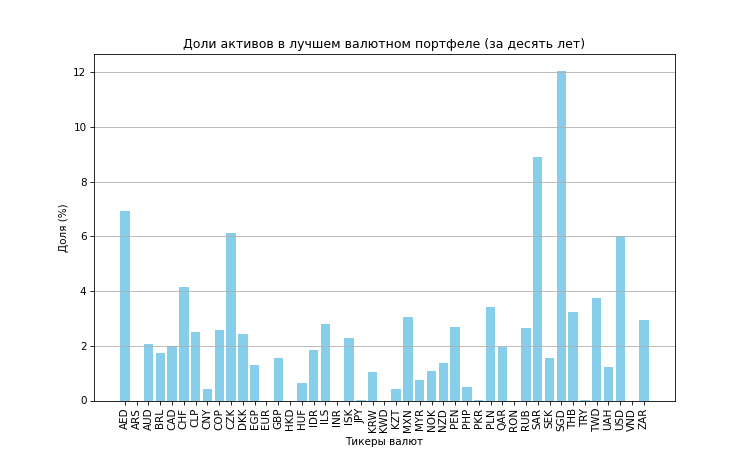 Доли активов в лучшем валютном портфеле (за десять лет)
Доля (%)
12
10
8
6
4
2
0
AED ARS AUD BRL CAD CHF CLP CNY COP CZK DKK EGP EUR GBP HKD HUF IDR ILS INR ISK JPY KRW KWD KZT MXN MYR NOK NZD PEN PHP PKR PLN QAR RON RUB SAR SEK SGD THB TRY TWD UAH USD VND ZAR
Тикеры валют